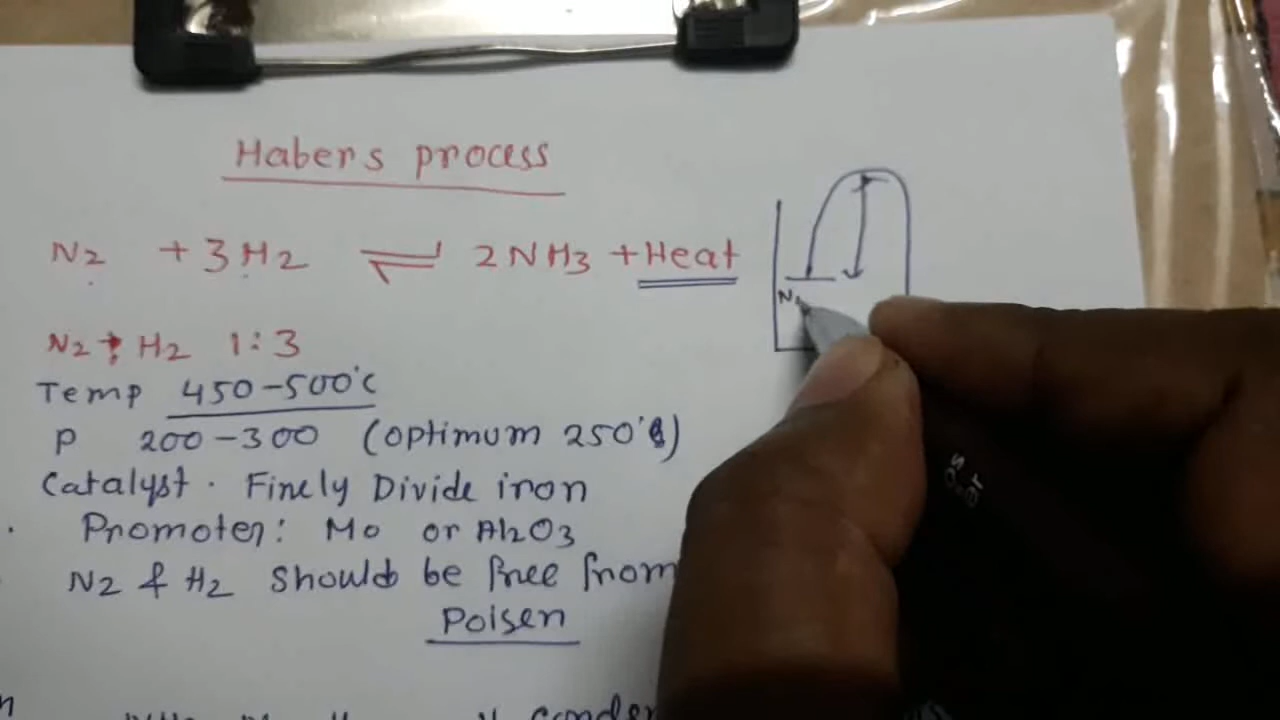 Habers process
N2 + 3H2 ⇌ 2NH3 + Heat
N2 : H2 1:3
Temp 450-500°C
P 200-300 (optimum 250
Catalyst. Finely Divide iron
Promoter: Mo or Al2O3
N2 & H2 should be free from
Poisen